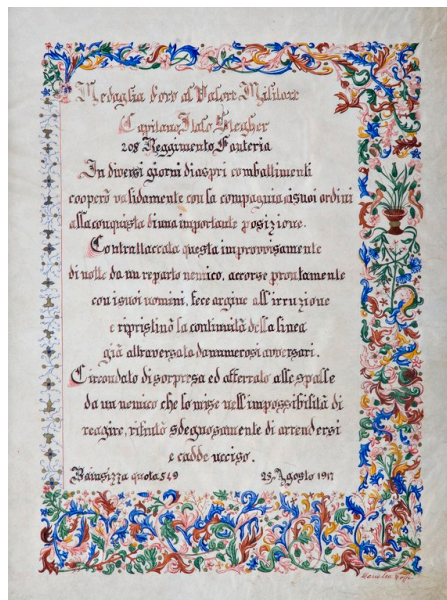 Medaglia d'oro al Valore Militare
Capitano Italo Stegher
208 Reggimento Fanteria
In diversi giorni di aspri combattimenti
cooperò validamente con la compagnia ai suoi ordini
alla conquista di una importante posizione.
Contrattaccata questa improvvisamente
di notte da un reparto nemico, accorse prontamente
con i suoi uomini, fece argine all'irruzione
e ripristinò la continuità della linea
già attraversata da numerosi avversari.
Circondato di sorpresa ed afferrato alle spalle
da un nemico che lo mise nell'impossibilità di
reagire, rifiutò sdegnosamente di arrendersi
e cadde ucciso.
Bainsizza quota 549 25 Agosto 1917